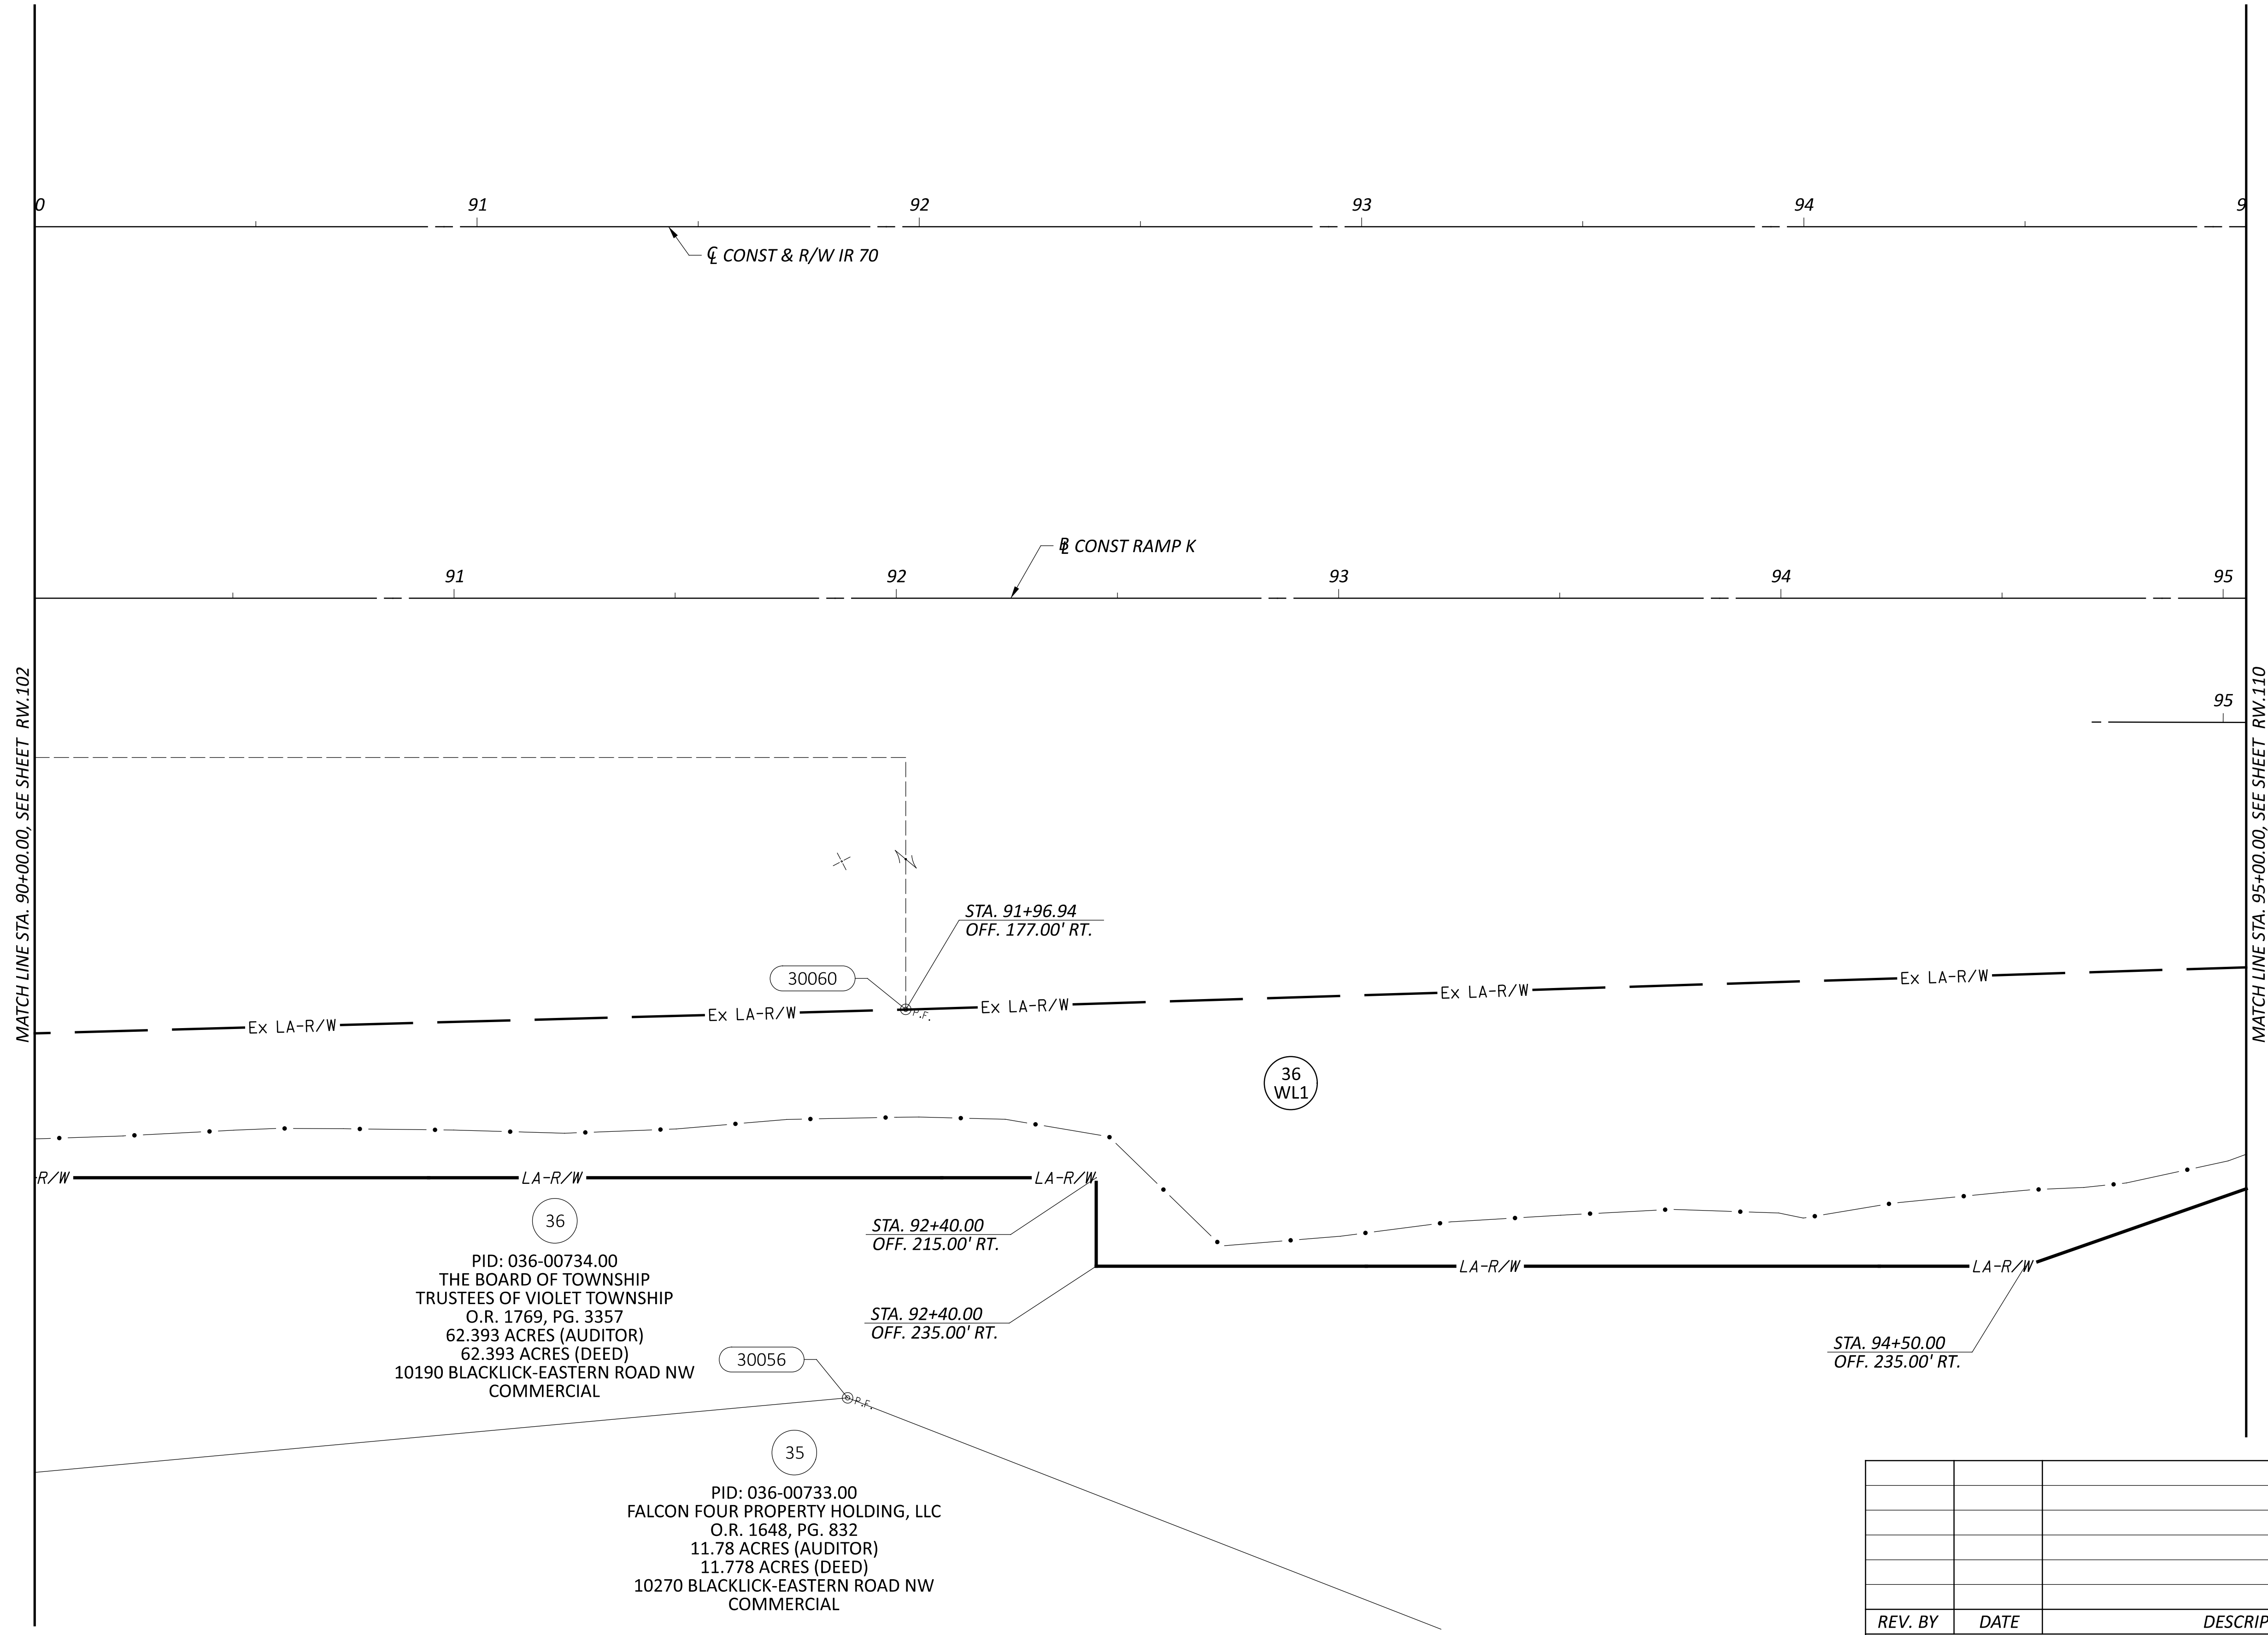 0 91 92 93 94 9
℄ CONST & R/W IR 70
℄ CONST RAMP K
91 92 93 94 95
95
MATCH LINE STA. 90+00.00, SEE SHEET RW.102
MATCH LINE STA. 95+00.00, SEE SHEET RW.110
STA. 91+96.94
OFF. 177.00' RT.
30060
P.F.
Ex LA-R/W Ex LA-R/W Ex LA-R/W Ex LA-R/W Ex LA-R/W
36
WL1
R/W LA-R/W LA-R/W
36
PID: 036-00734.00
THE BOARD OF TOWNSHIP
TRUSTEES OF VIOLET TOWNSHIP
O.R. 1769, PG. 3357
62.393 ACRES (AUDITOR)
62.393 ACRES (DEED)
10190 BLACKLICK-EASTERN ROAD NW
COMMERCIAL
STA. 92+40.00
OFF. 215.00' RT.
LA-R/W LA-R/W
STA. 92+40.00
OFF. 235.00' RT.
STA. 94+50.00
OFF. 235.00' RT.
30056
P.F.
35
PID: 036-00733.00
FALCON FOUR PROPERTY HOLDING, LLC
O.R. 1648, PG. 832
11.78 ACRES (AUDITOR)
11.778 ACRES (DEED)
10270 BLACKLICK-EASTERN ROAD NW
COMMERCIAL
REV. BY DATE DESCRIP